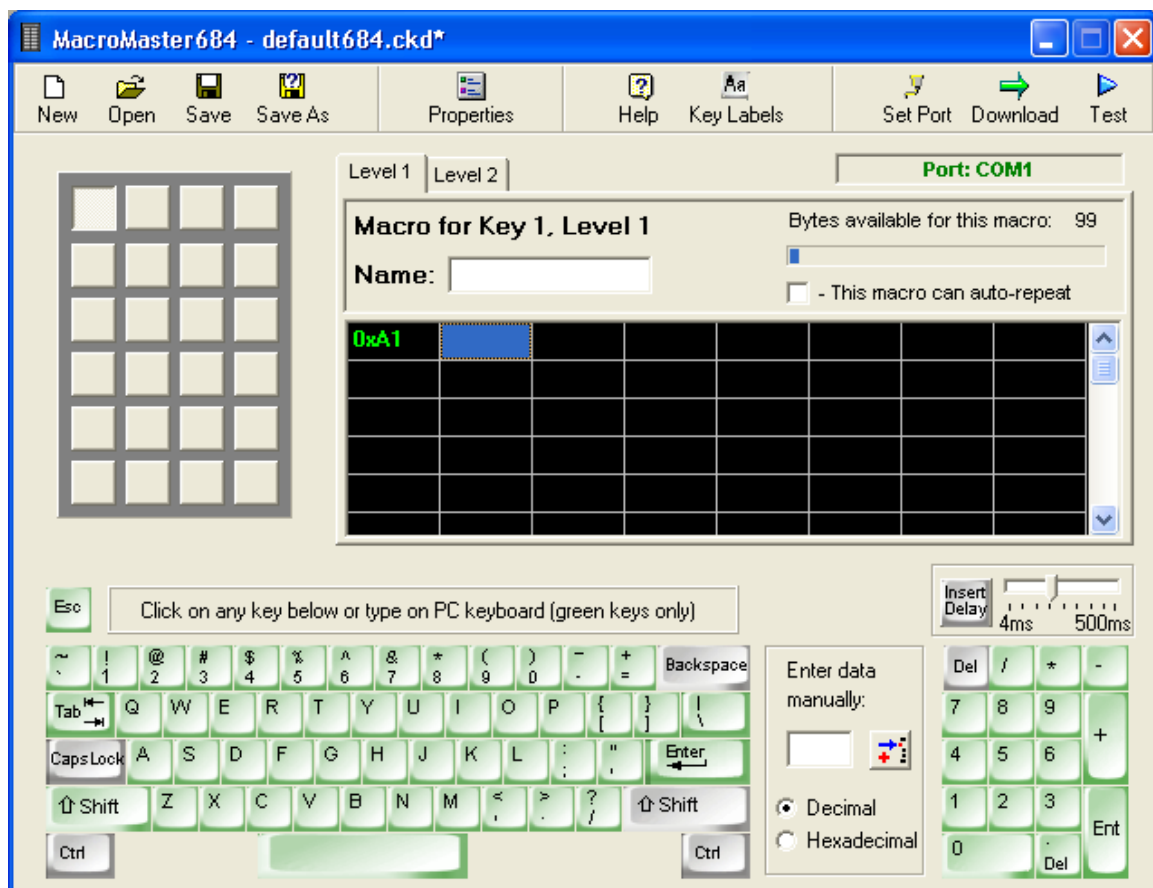 MacroMaster684 - default684.ckd*
New Open Save Save As Properties Help Key Labels Set Port Download Test
Level 1 Level 2 Port: COM1
Macro for Key 1, Level 1
Bytes available for this macro: 99
Name:
- This macro can auto-repeat
0xA1
Esc
Click on any key below or type on PC keyboard (green keys only)
Insert
Delay
4ms 500ms
~ ! @ # $ % ^ & * ( ) - +
` 1 2 3 4 5 6 7 8 9 0 - = Backspace
Tab Q W E R T Y U I O P { [ } ] | \
Caps Lock A S D F G H J K L : ; " ' Enter
Shift Z X C V B N M < , > . ? / Shift
Ctrl Ctrl
Enter data
manually:
Decimal
Hexadecimal
Del / * -
7 8 9 +
4 5 6
1 2 3 Ent
0 . Del